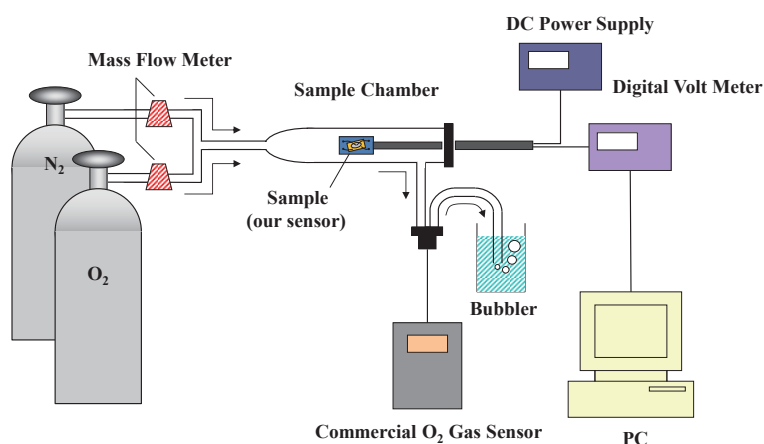 DC Power Supply
Mass Flow Meter
Sample Chamber
Digital Volt Meter
N₂
Sample
(our sensor)
O₂
Bubbler
Commercial O₂ Gas Sensor
PC